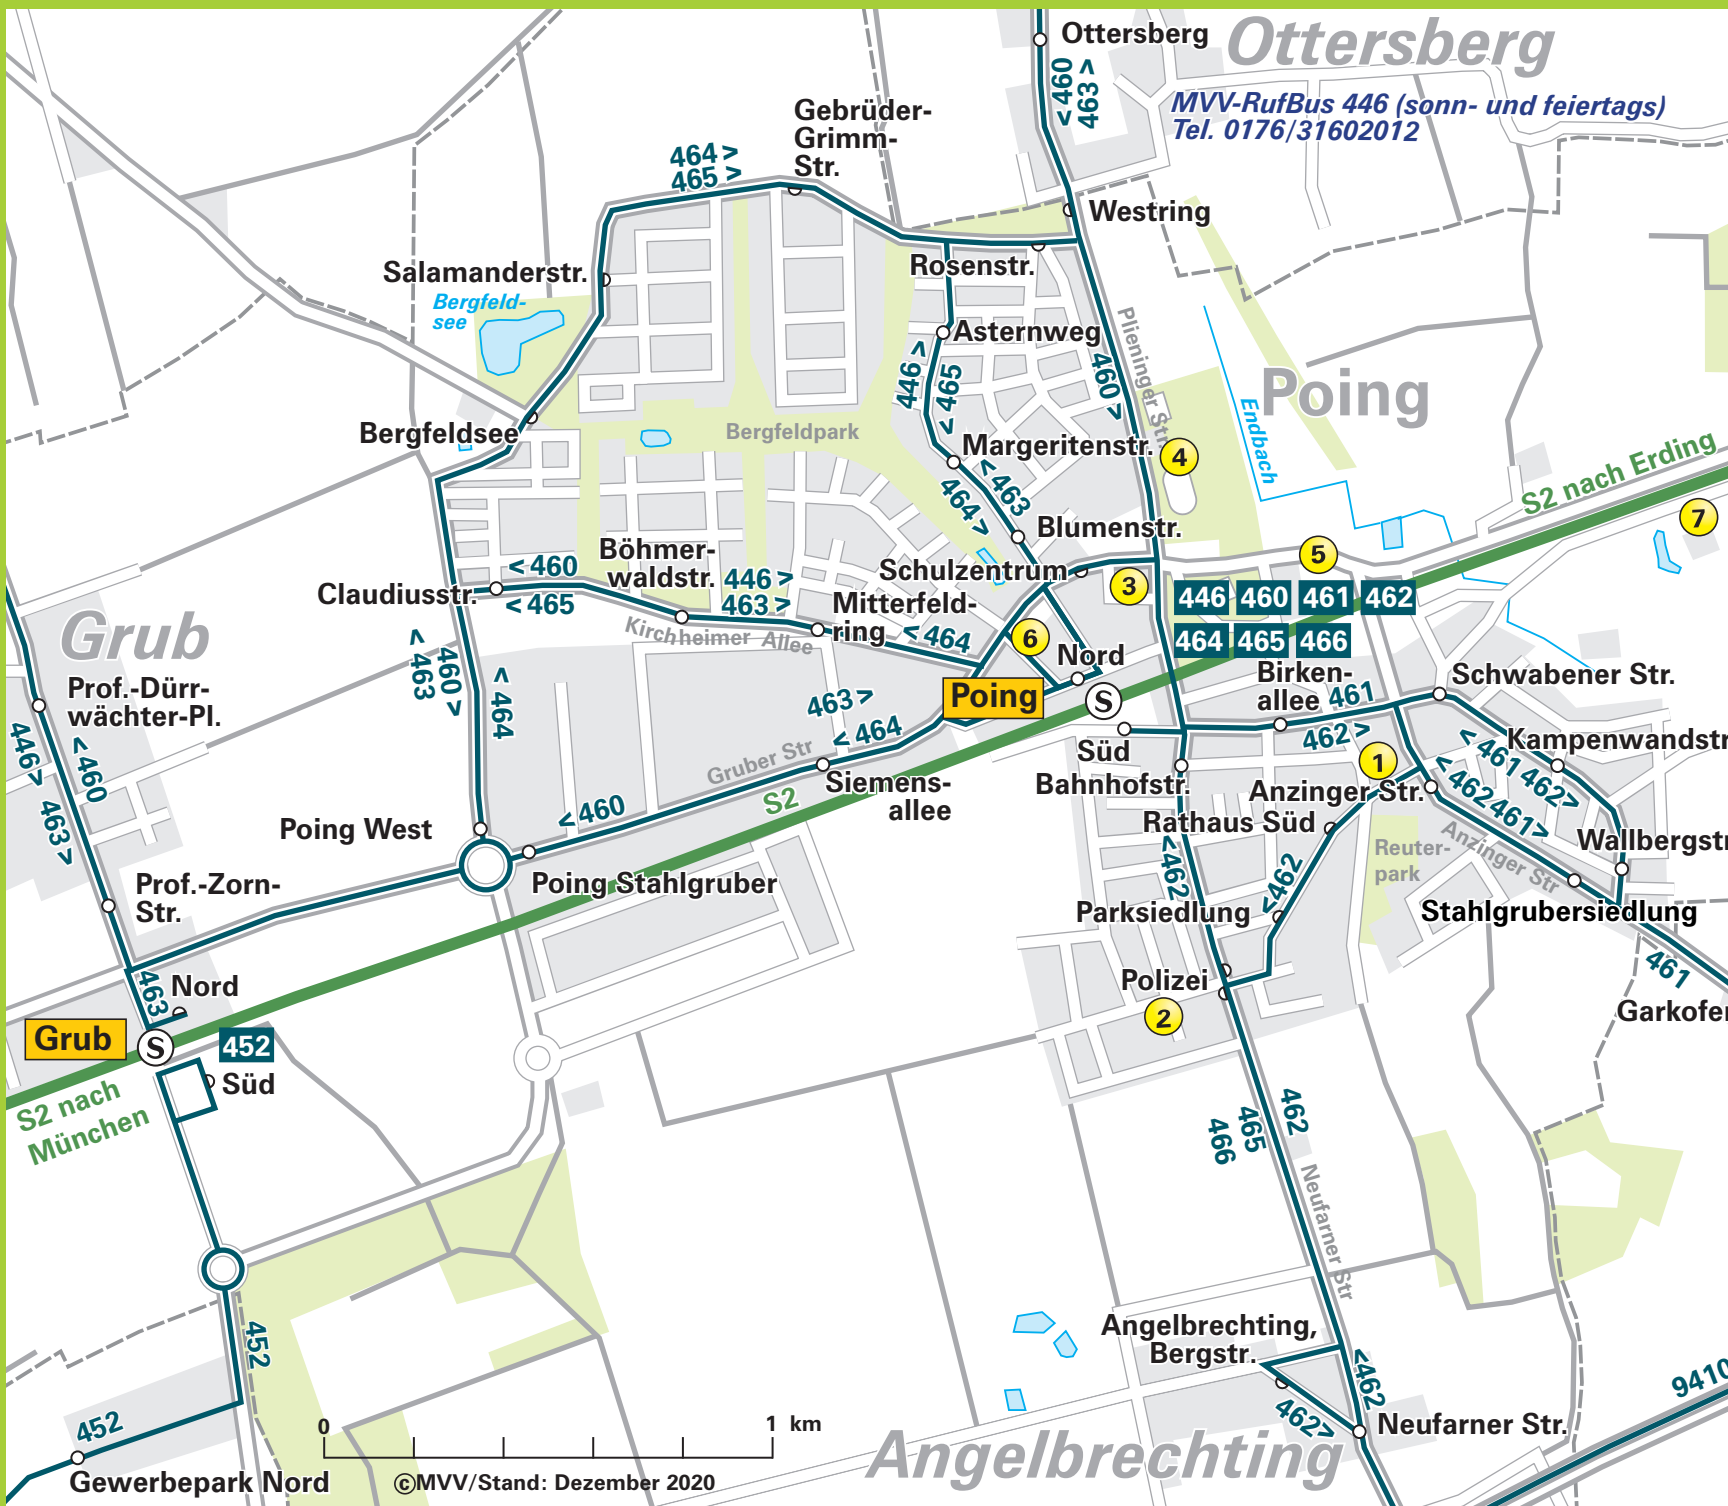 Ottersberg
Ottersberg
<460
463>
MVV-RufBus 446 (sonn- und feiertags)
Tel. 0176/31602012
Gebrüder-
Grimm-
Str.
464>
465>
Westring
Rosenstr.
Salamanderstr.
Bergfeld-
see
Asternweg
Plieninger Str.
460>
446>
<465
Poing
Endbach
Bergfeldsee
Bergfeldpark
Margeritenstr.
4
<463
464>
S2 nach Erding
7
Blumenstr.
5
Böhmer-
waldstr.
<460
<465
446>
463>
Schulzentrum
3
Claudiusstr.
Mitterfeld-
ring
Kirchheimer Allee
<464
6
446
460
461
462
464
465
466
Grub
Nord
Poing
S
Birken-
allee
461
462>
Schwabener Str.
Prof.-Dürr-
wächter-Pl.
<463
460>
<464
463>
<464
446>
<460
463>
Gruber Str
Süd
Bahnhofstr.
1
Anzinger Str.
Kampenwandstr
<461
462>
<462
461>
Siemens-
allee
S2
<460
Poing West
Rathaus Süd
Reuter-
park
Anzinger Str
Wallbergstr
Prof.-Zorn-
Str.
Poing Stahlgruber
<462
<462
Parksiedlung
Stahlgrubersiedlung
461
Garkofer
Polizei
2
463
Nord
Grub
S
452
Süd
S2 nach
München
462
465
466
Neufarner Str
452
452
Angelbrechting,
Bergstr.
<462
462>
9410
Neufarner Str.
Angelbrechting
0
1 km
©MVV/Stand: Dezember 2020
Gewerbepark Nord